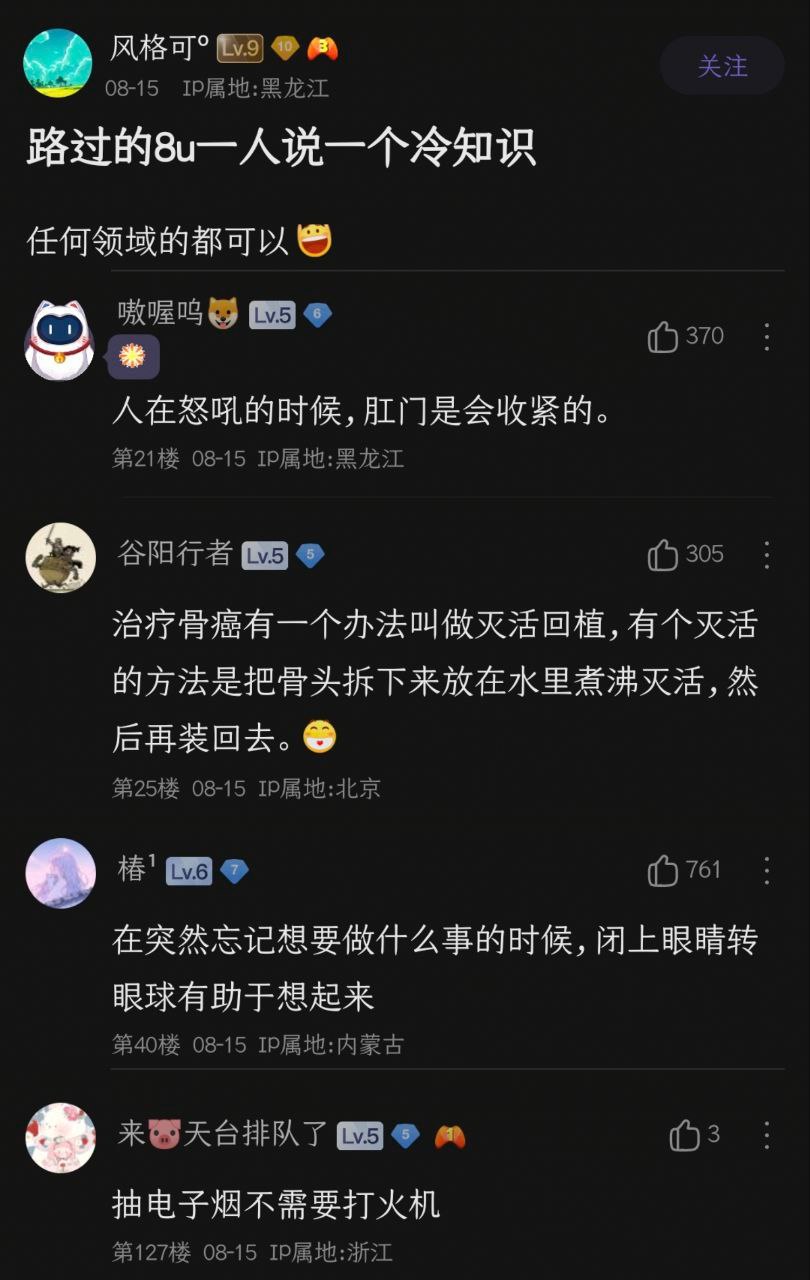 风格可º Lv.9 10 3
08-15 IP属地:黑龙江
关注
路过的8u一人说一个冷知识
任何领域的都可以
嗷喔呜 Lv.5 6
370
人在怒吼的时候,肛门是会收紧的。
第21楼 08-15 IP属地:黑龙江
谷阳行者 Lv.5 5
305
治疗骨癌有一个办法叫做灭活回植,有个灭活
的方法是把骨头拆下来放在水里煮沸灭活,然
后再装回去。
第25楼 08-15 IP属地:北京
椿¹ Lv.6 7
761
在突然忘记想要做什么事的时候,闭上眼睛转
眼球有助于想起来
第40楼 08-15 IP属地:内蒙古
来🐷天台排队了 Lv.5 5 1
3
抽电子烟不需要打火机
第127楼 08-15 IP属地:浙江